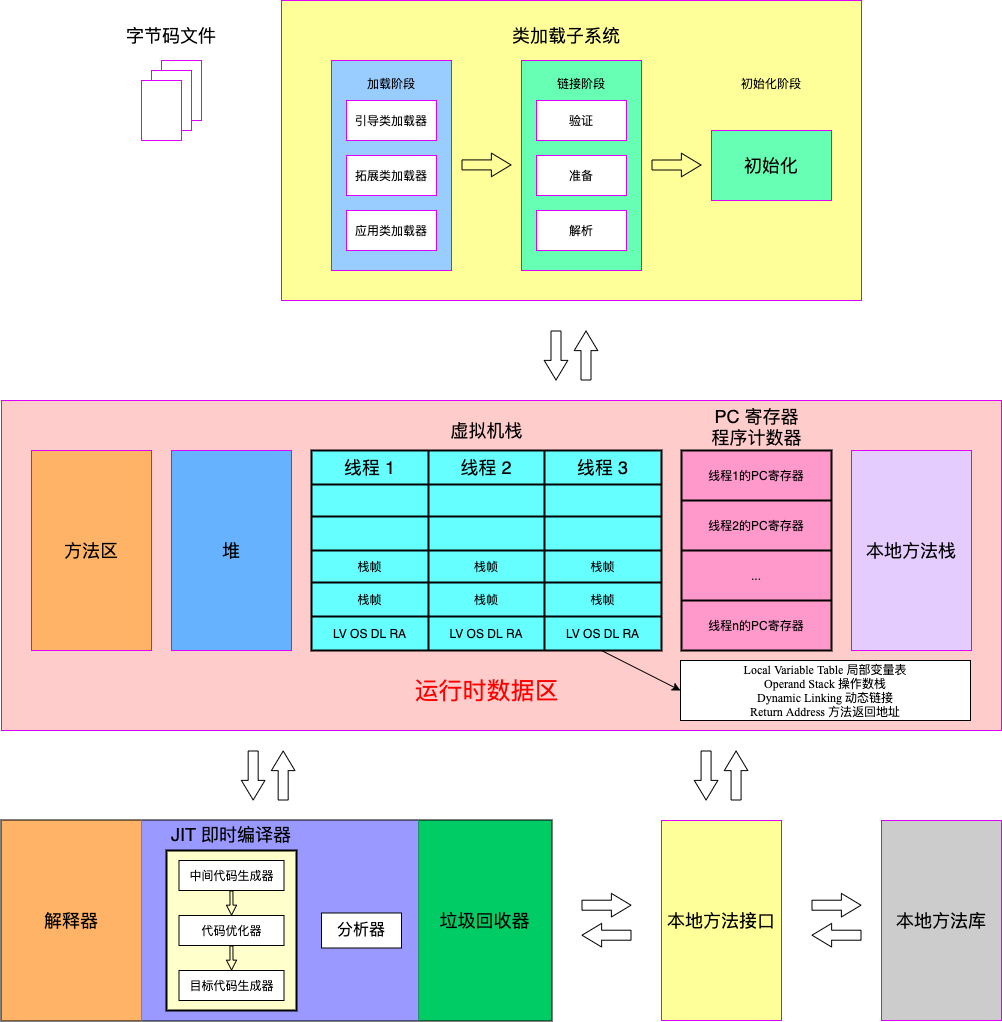 字节码文件
类加载子系统
加载阶段
引导类加载器
拓展类加载器
应用类加载器
链接阶段
验证
准备
解析
初始化阶段
初始化
方法区
堆
虚拟机栈
线程 1 线程 2 线程 3
栈帧 栈帧 栈帧
栈帧 栈帧 栈帧
LV OS DL RA LV OS DL RA LV OS DL RA
PC 寄存器
程序计数器
线程1的PC寄存器
线程2的PC寄存器
...
线程n的PC寄存器
本地方法栈
运行时数据区
Local Variable Table 局部变量表
Operand Stack 操作数栈
Dynamic Linking 动态链接
Return Address 方法返回地址
解释器
JIT 即时编译器
中间代码生成器
代码优化器
目标代码生成器
分析器
垃圾回收器
本地方法接口
本地方法库